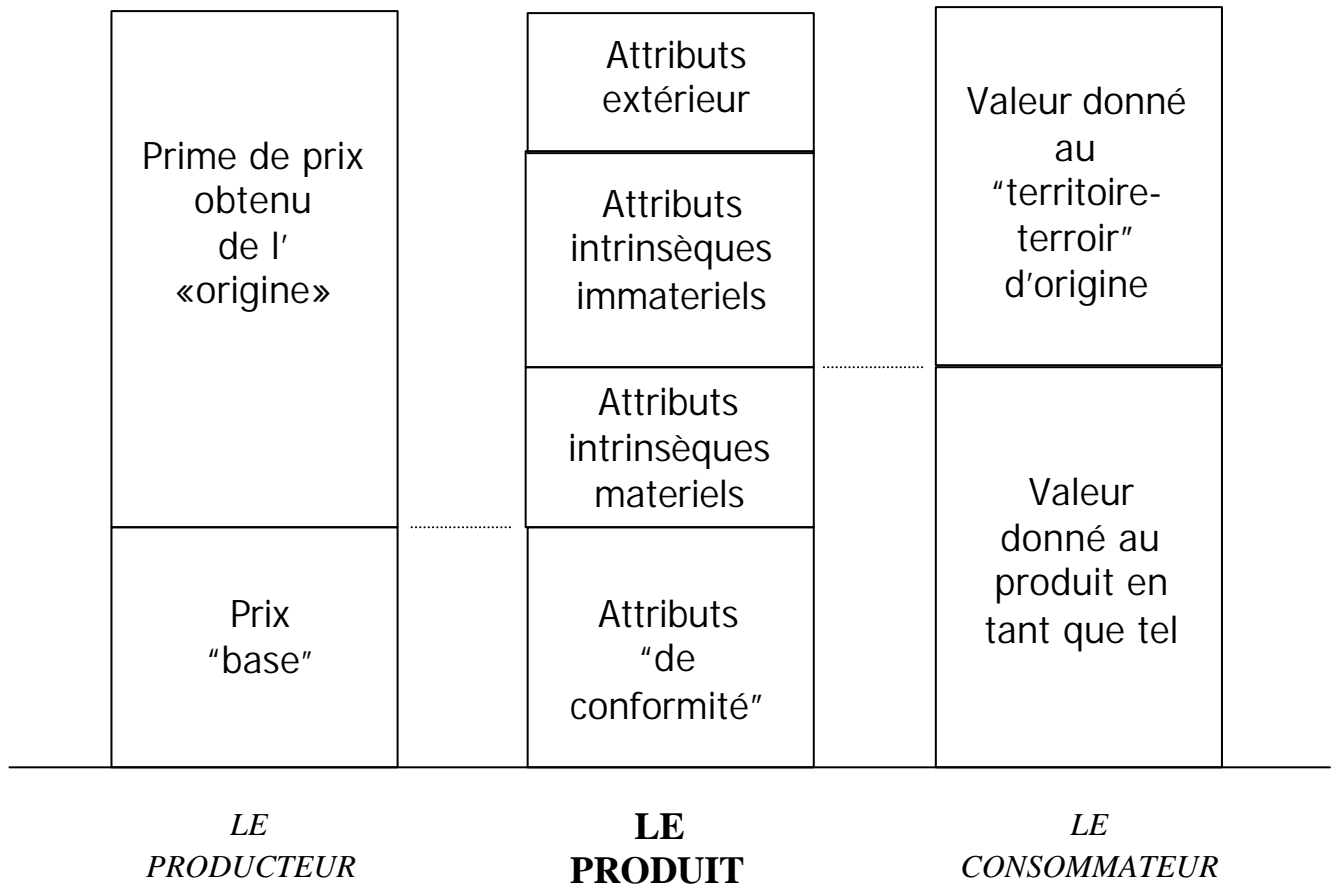 Prime de prix
obtenu
de l'
«origine»
Prix
“base”
Attributs
extérieur
Attributs
intrinsèques
immateriels
Attributs
intrinsèques
materiels
Attributs
“de
conformité”
Valeur donné
au
“territoire-
terroir”
d'origine
Valeur
donné au
produit en
tant que tel
LE
PRODUCTEUR
LE
PRODUIT
LE
CONSOMMATEUR